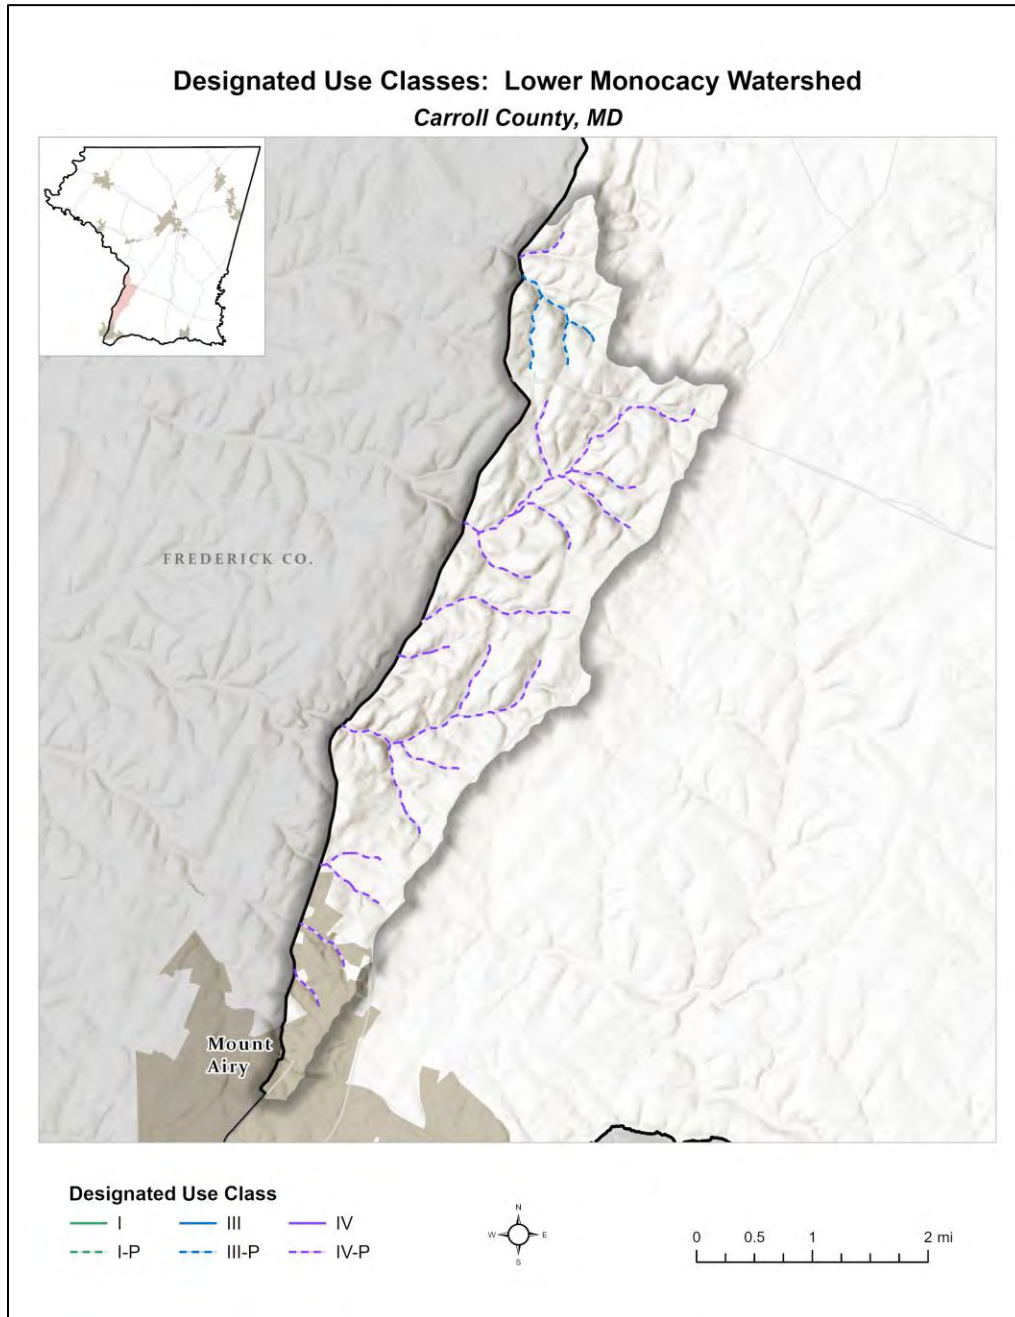 Designated Use Classes:  Lower Monocacy Watershed
Carroll County, MD
FREDERICK CO.
Mount
Airy
Designated Use Class
I III IV
I-P III-P IV-P
N
W E
S
0 0.5 1 2 mi